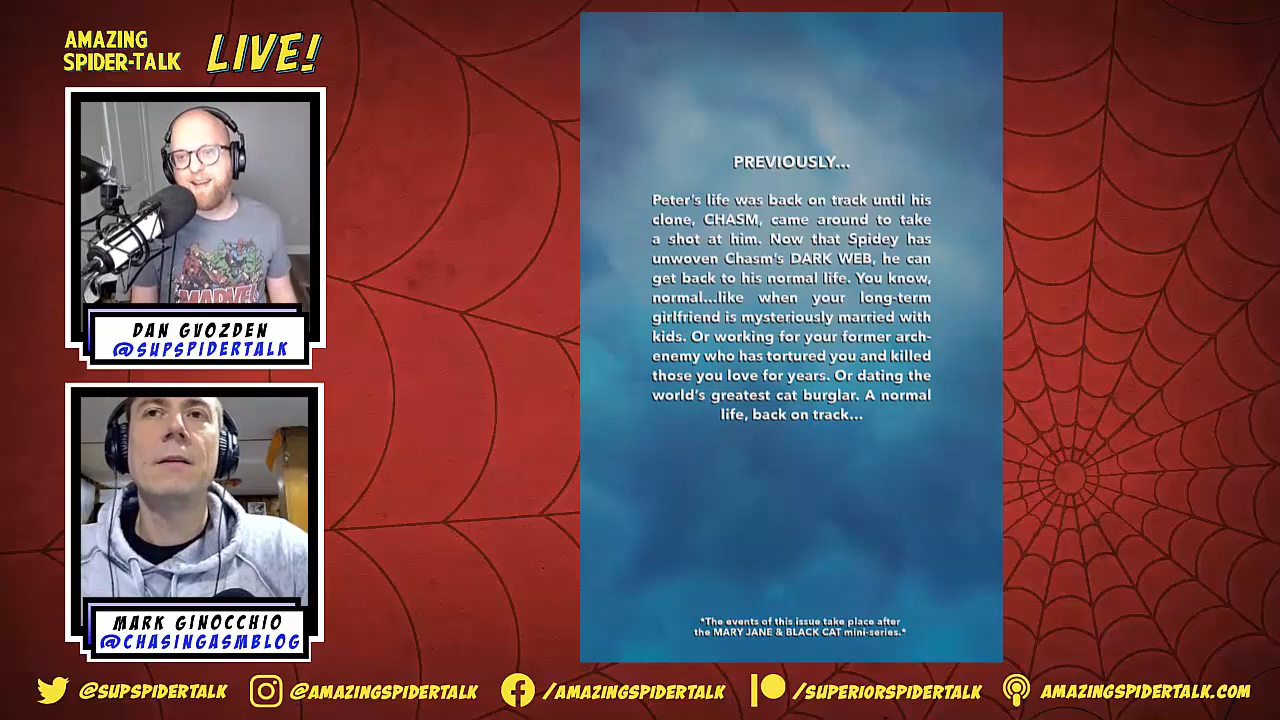 AMAZING
SPIDER-TALK
LIVE!
MARVEL
DAN GVOZDEN
@SUPSPIDERTALK
MARK GINOCCHIO
@CHASINGASMBLOG
PREVIOUSLY...
Peter's life was back on track until his
clone, CHASM, came around to take
a shot at him. Now that Spidey has
unwoven Chasm's DARK WEB, he can
get back to his normal life. You know,
normal...like when your long-term
girlfriend is mysteriously married with
kids. Or working for your former arch-
enemy who has tortured you and killed
those you love for years. Or dating the
world's greatest cat burglar. A normal
life, back on track...
*The events of this issue take place after
the MARY JANE & BLACK CAT mini-series.*
@SUPSPIDERTALK
@AMAZINGSPIDERTALK
/AMAZINGSPIDERTALK
/SUPERIORSPIDERTALK
AMAZINGSPIDERTALK.COM